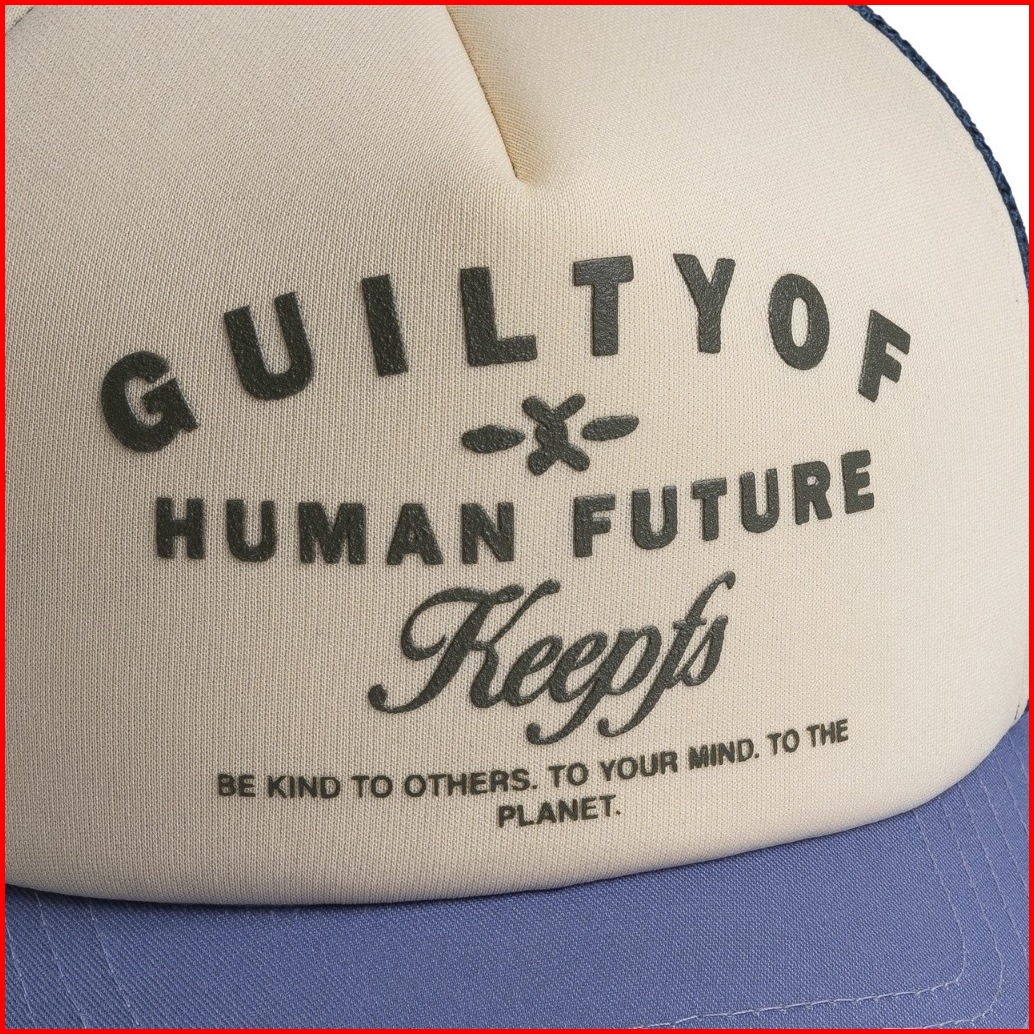 GUILTYOF
HUMAN FUTURE
Keepfs
BE KIND TO OTHERS. TO YOUR MIND. TO THE
PLANET.